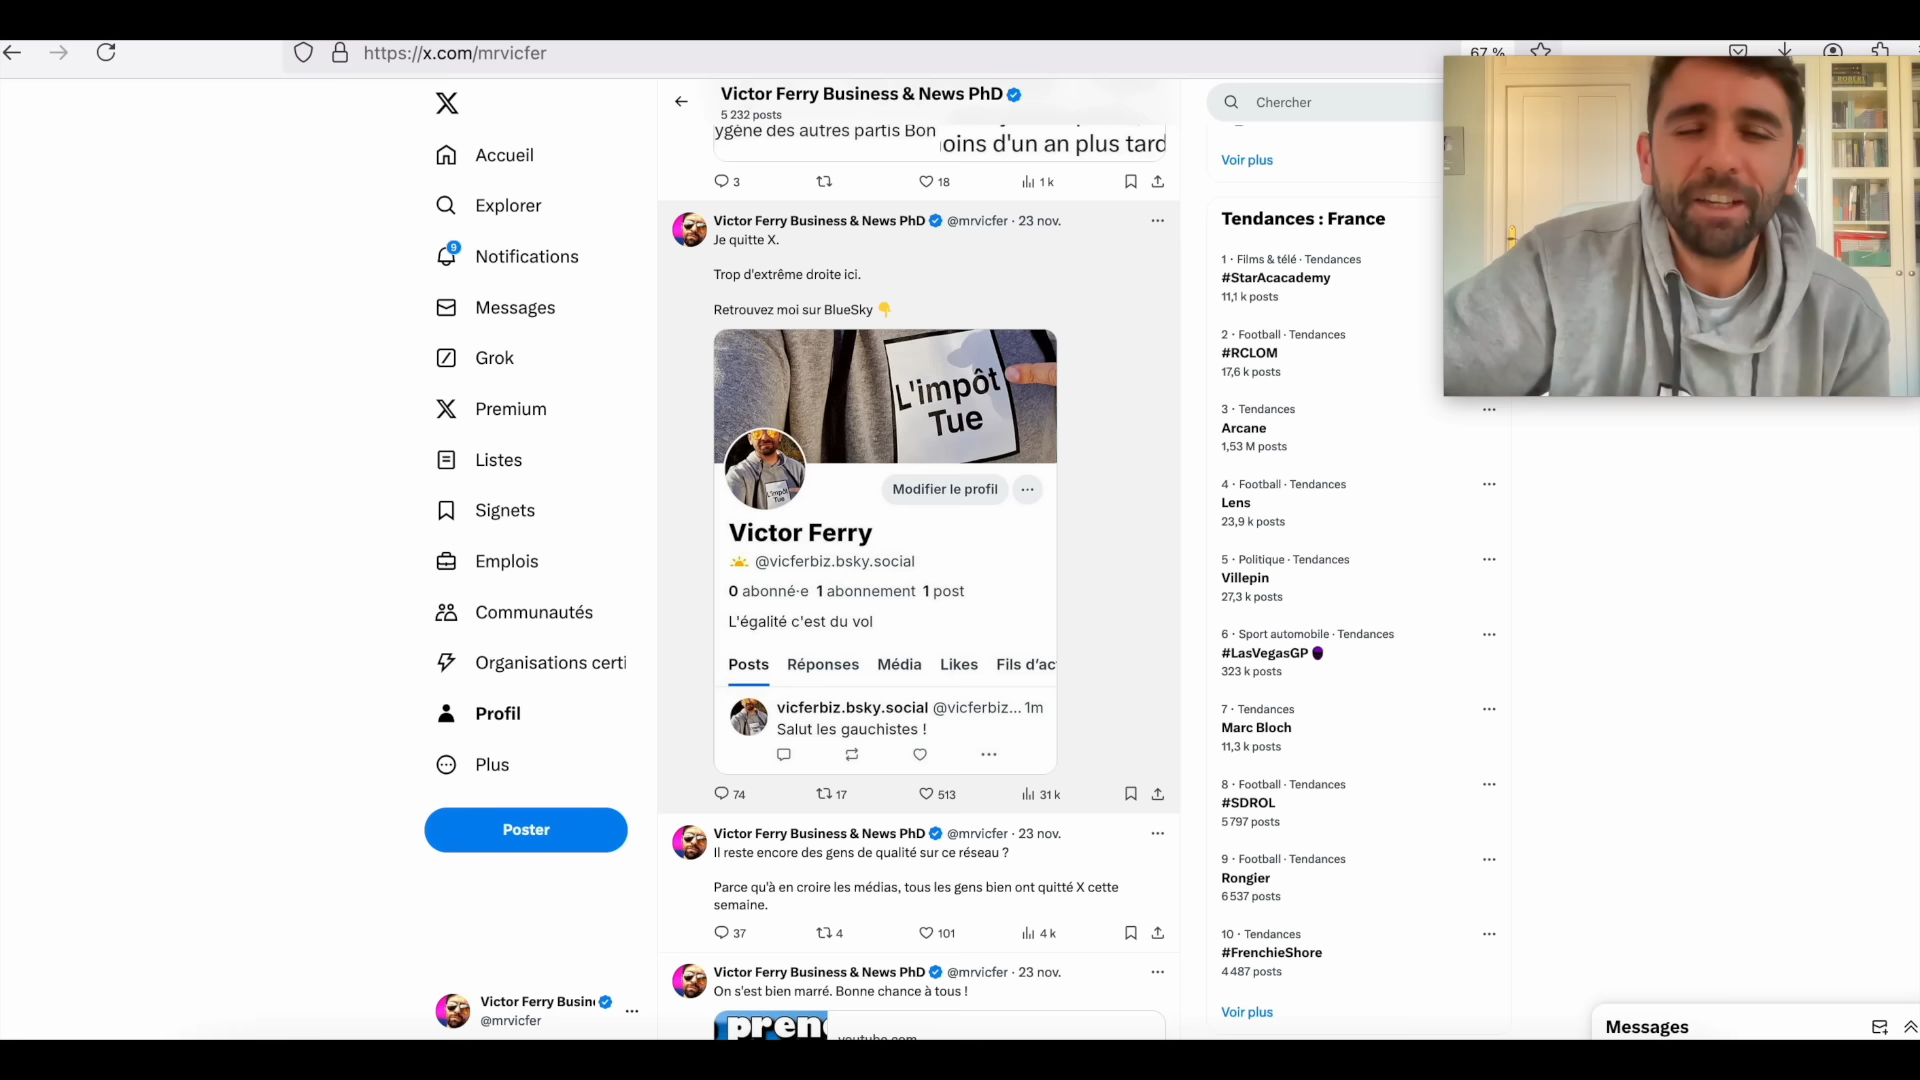 https://x.com/mrvicfer
67 %
Accueil
Explorer
9
Notifications
Messages
Grok
Premium
Listes
Signets
Emplois
Communautés
Organisations certi
Profil
Plus
Poster
Victor Ferry Busin
@mrvicfer
Victor Ferry Business & News PhD
5 232 posts
ygène des autres partis Bon
oins d'un an plus tard
3
18
1 k
Victor Ferry Business & News PhD @mrvicfer · 23 nov.
Je quitte X.
Trop d'extrême droite ici.
Retrouvez moi sur BlueSky 👇
L'impôt
Tue
L'impôt
Tue
Modifier le profil
Victor Ferry
@vicferbiz.bsky.social
0 abonné·e 1 abonnement 1 post
L'égalité c'est du vol
Posts Réponses Média Likes Fils d'ac
vicferbiz.bsky.social @vicferbiz... 1m
Salut les gauchistes !
74
17
513
31 k
Victor Ferry Business & News PhD @mrvicfer · 23 nov.
Il reste encore des gens de qualité sur ce réseau ?
Parce qu'à en croire les médias, tous les gens bien ont quitté X cette
semaine.
37
4
101
4 k
Victor Ferry Business & News PhD @mrvicfer · 23 nov.
On s'est bien marré. Bonne chance à tous !
pren
youtube.com
Chercher
Voir plus
Tendances : France
1 · Films & télé · Tendances
#StarAcacademy
11,1 k posts
2 · Football · Tendances
#RCLOM
17,6 k posts
3 · Tendances
Arcane
1,53 M posts
4 · Football · Tendances
Lens
23,9 k posts
5 · Politique · Tendances
Villepin
27,3 k posts
6 · Sport automobile · Tendances
#LasVegasGP
323 k posts
7 · Tendances
Marc Bloch
11,3 k posts
8 · Football · Tendances
#SDROL
5 797 posts
9 · Football · Tendances
Rongier
6 537 posts
10 · Tendances
#FrenchieShore
4 487 posts
Voir plus
Messages